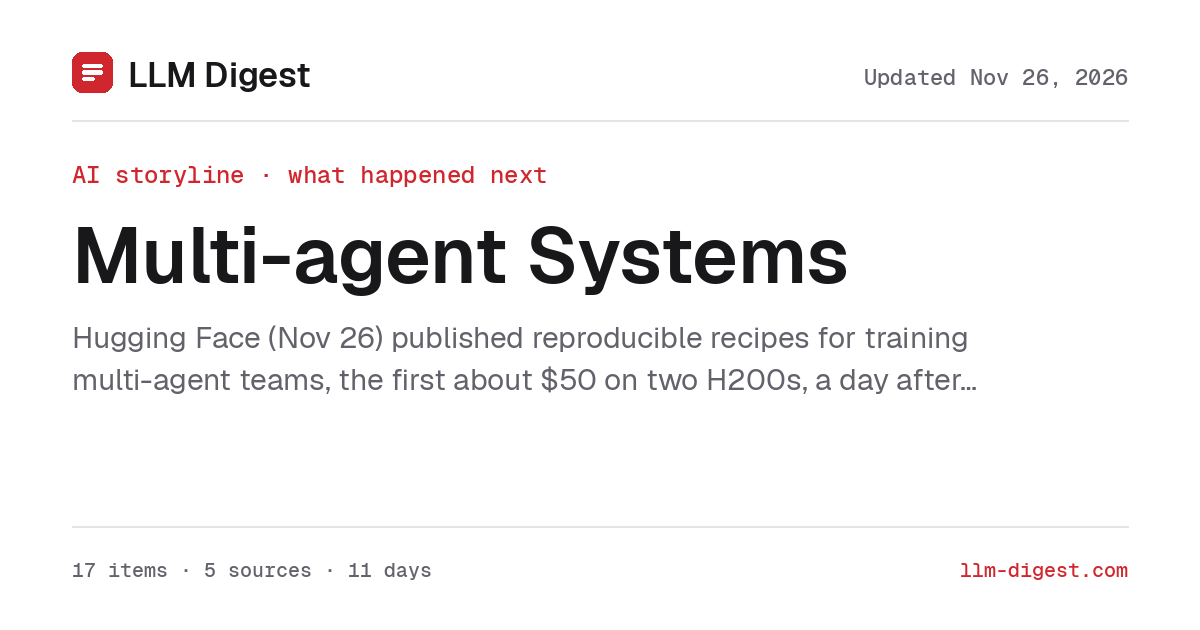 LLM Digest
Updated Nov 26, 2026
AI storyline · what happened next
Multi-agent Systems
Hugging Face (Nov 26) published reproducible recipes for training
multi-agent teams, the first about $50 on two H200s, a day after…
17 items · 5 sources · 11 days
llm-digest.com